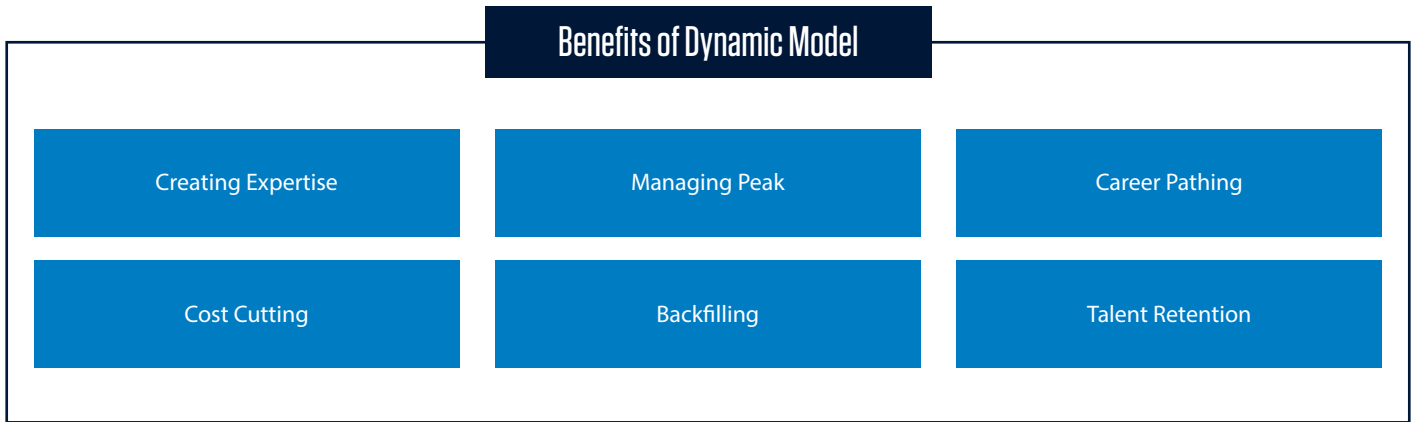 Benefits of Dynamic Model
Creating Expertise
Managing Peak
Career Pathing
Cost Cutting
Backfilling
Talent Retention